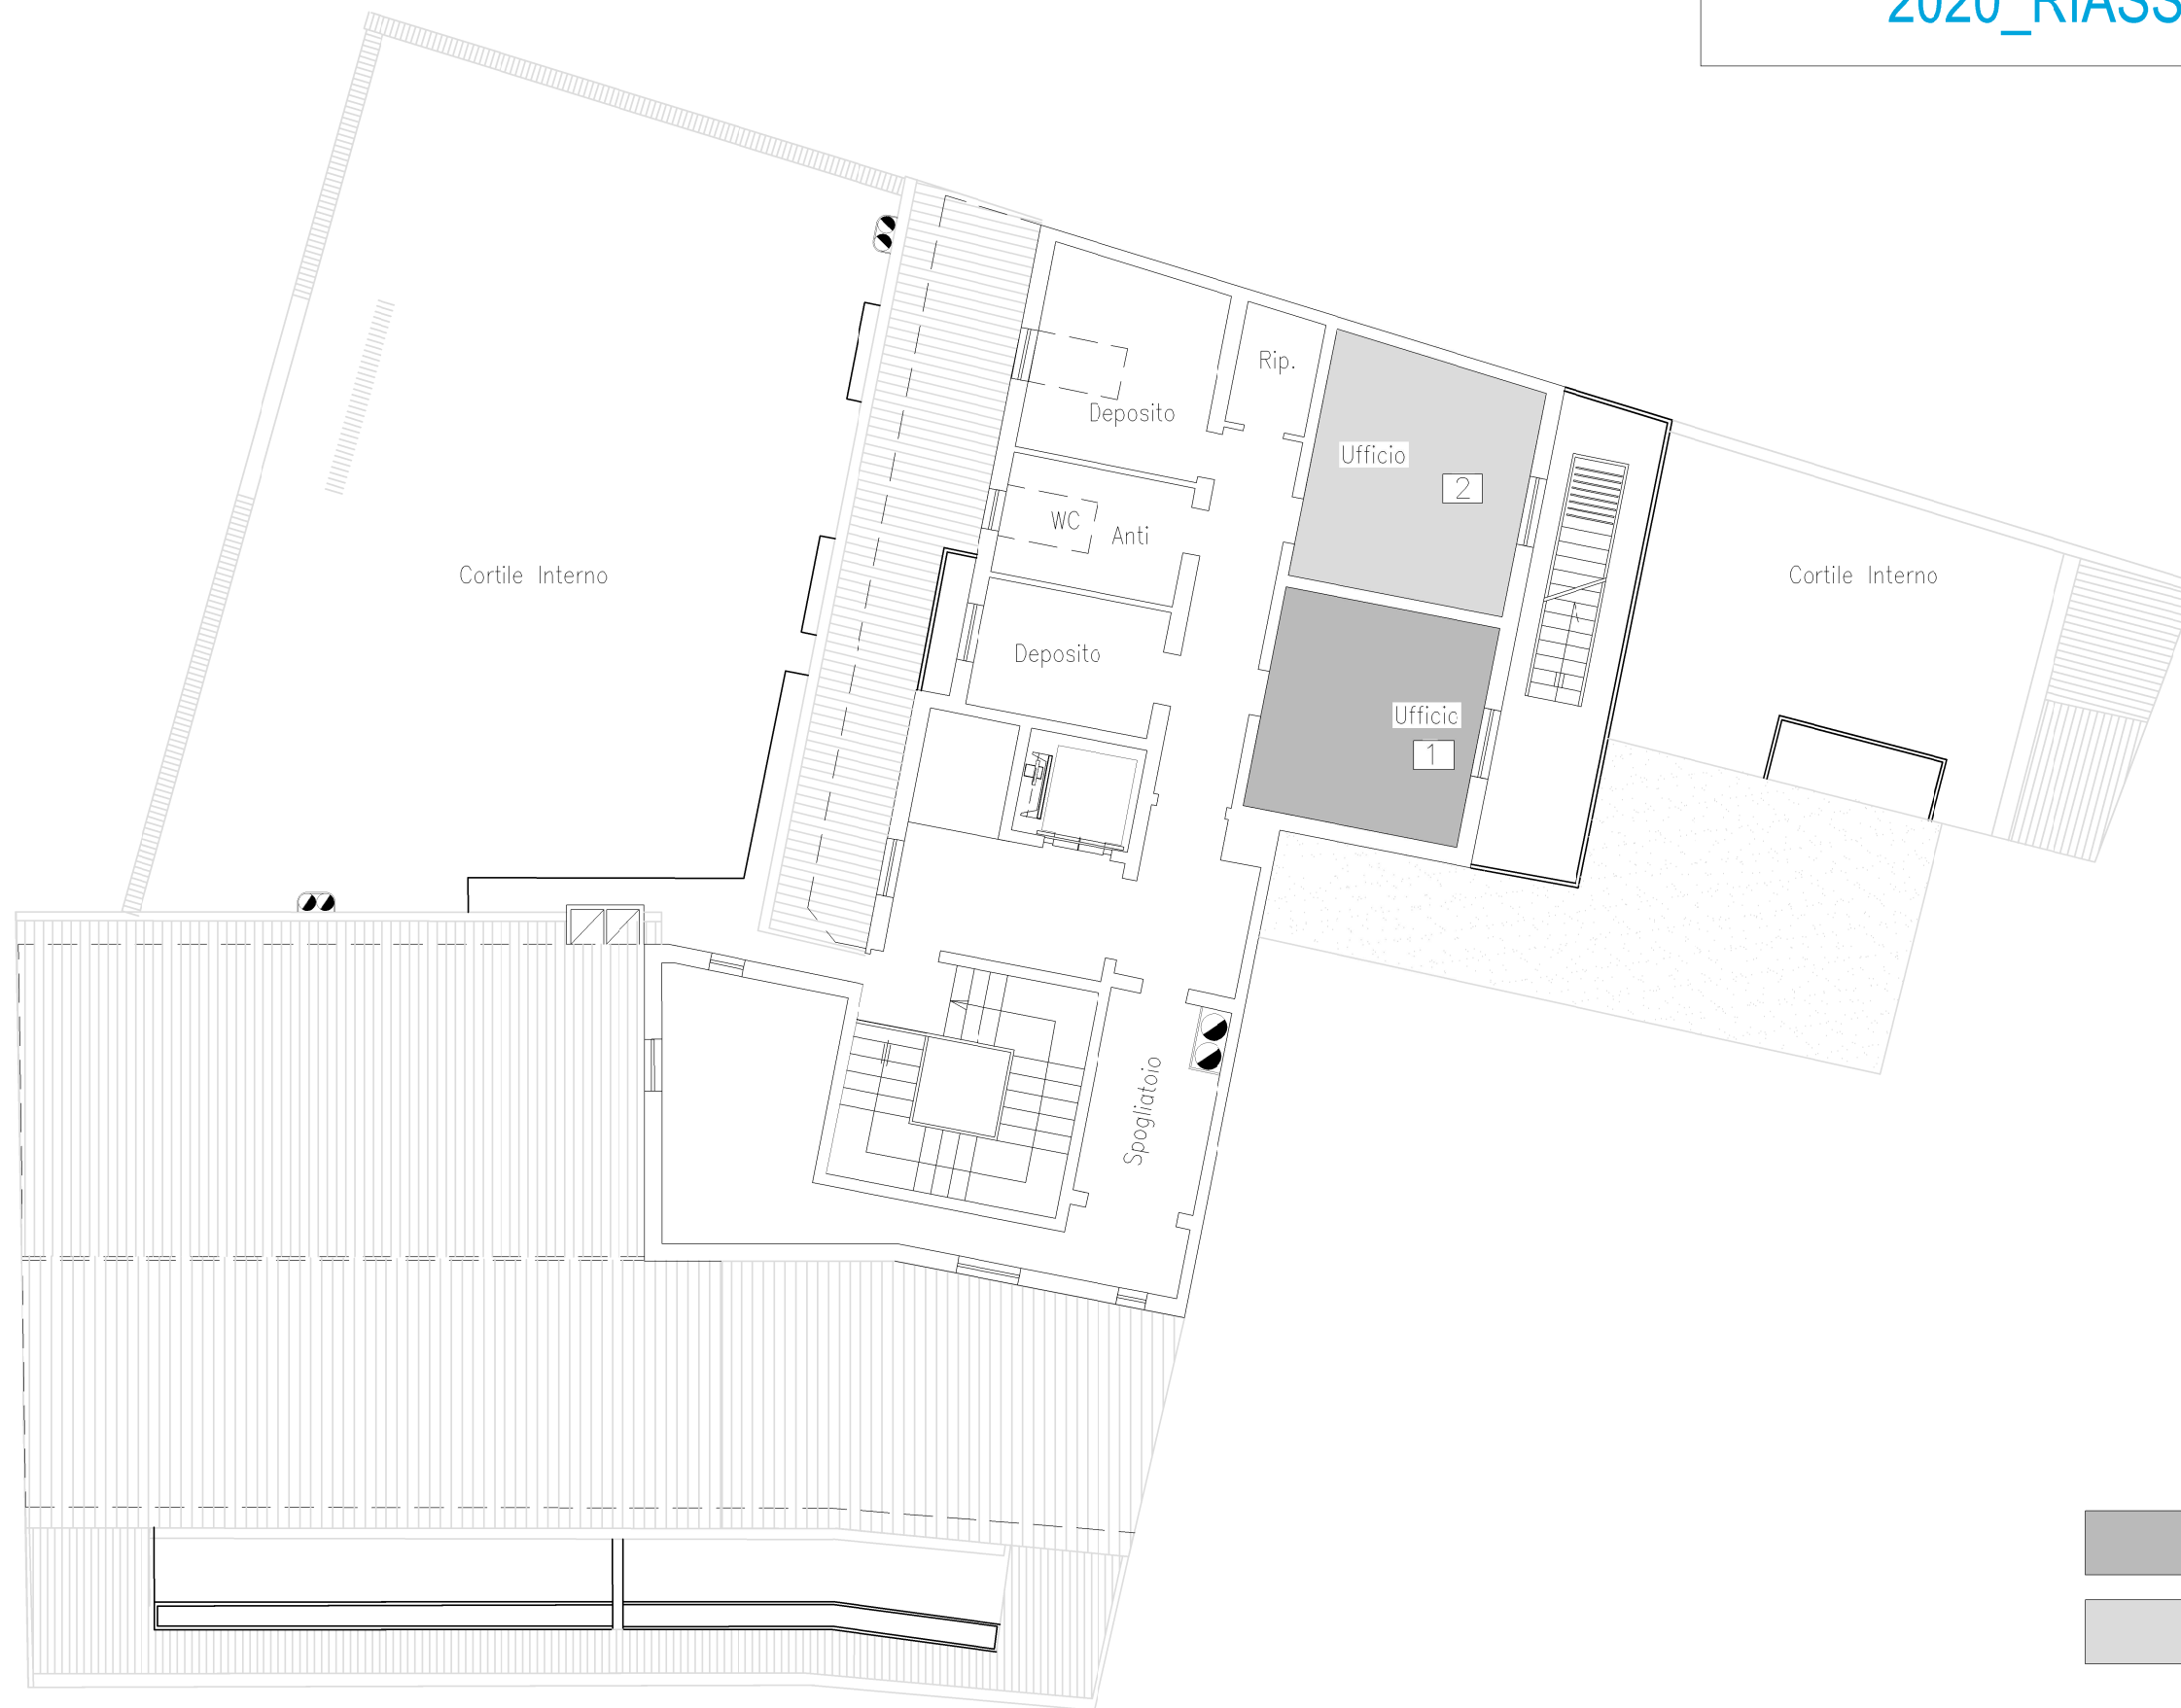 2020_RIASS
Rip.
Deposito
Ufficio
2
WC
Anti
Cortile Interno
Cortile Interno
Deposito
Ufficio
1
Spogliatoio